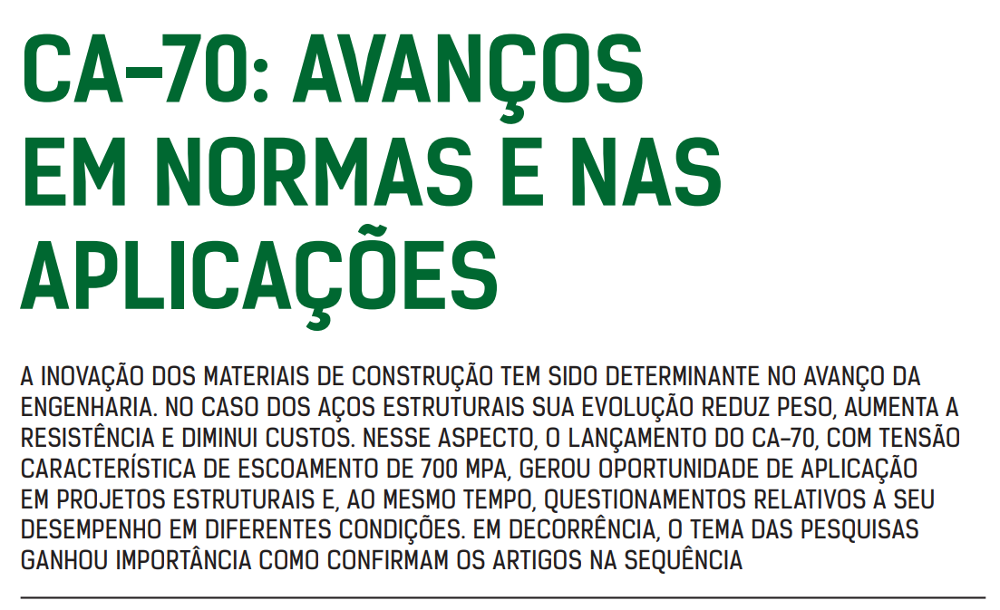 CA–70: AVANÇOS
EM NORMAS E NAS
APLICAÇÕES
A INOVAÇÃO DOS MATERIAIS DE CONSTRUÇÃO TEM SIDO DETERMINANTE NO AVANÇO DA
ENGENHARIA. NO CASO DOS AÇOS ESTRUTURAIS SUA EVOLUÇÃO REDUZ PESO, AUMENTA A
RESISTÊNCIA E DIMINUI CUSTOS. NESSE ASPECTO, O LANÇAMENTO DO CA-70, COM TENSÃO
CARACTERÍSTICA DE ESCOAMENTO DE 700 MPA, GEROU OPORTUNIDADE DE APLICAÇÃO
EM PROJETOS ESTRUTURAIS E, AO MESMO TEMPO, QUESTIONAMENTOS RELATIVOS A SEU
DESEMPENHO EM DIFERENTES CONDIÇÕES. EM DECORRÊNCIA, O TEMA DAS PESQUISAS
GANHOU IMPORTÂNCIA COMO CONFIRMAM OS ARTIGOS NA SEQUÊNCIA